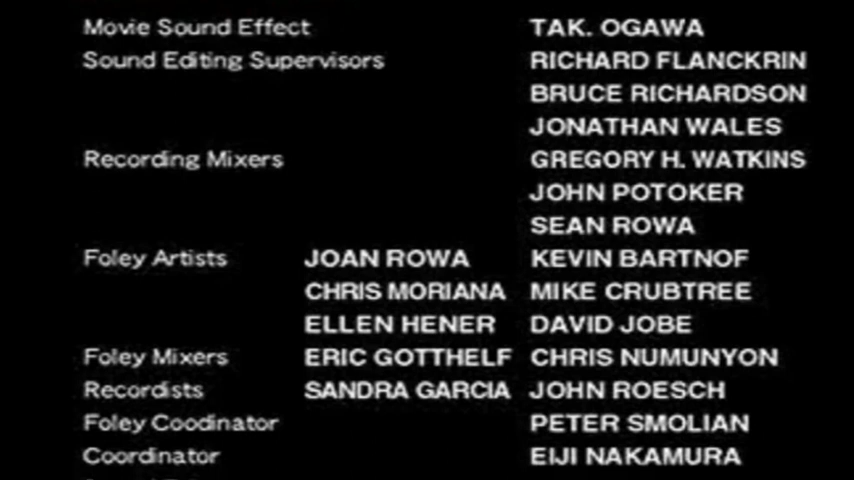 Movie Sound Effect TAK. OGAWA
Sound Editing Supervisors RICHARD FLANCKRIN
BRUCE RICHARDSON
JONATHAN WALES
Recording Mixers GREGORY H. WATKINS
JOHN POTOKER
SEAN ROWA
Foley Artists JOAN ROWA KEVIN BARTNOF
CHRIS MORIANA MIKE CRUBTREE
ELLEN HENER DAVID JOBE
Foley Mixers ERIC GOTTHELF CHRIS NUMUNYON
Recordists SANDRA GARCIA JOHN ROESCH
Foley Coodinator PETER SMOLIAN
Coordinator EIJI NAKAMURA